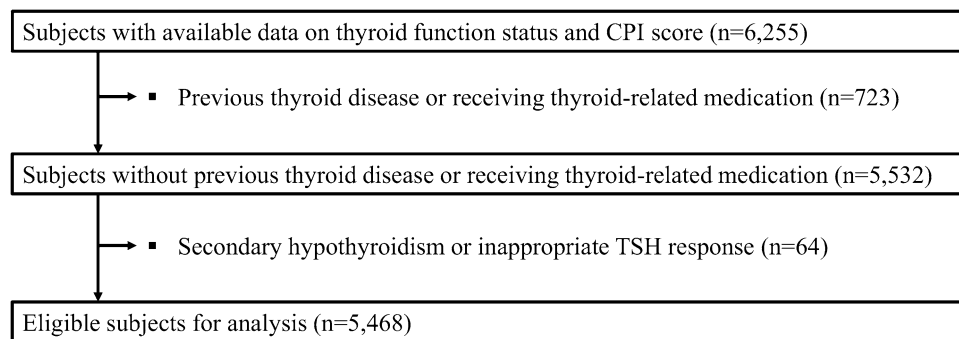 Subjects with available data on thyroid function status and CPI score (n=6,255)
▪ Previous thyroid disease or receiving thyroid-related medication (n=723)
Subjects without previous thyroid disease or receiving thyroid-related medication (n=5,532)
▪ Secondary hypothyroidism or inappropriate TSH response (n=64)
Eligible subjects for analysis (n=5,468)